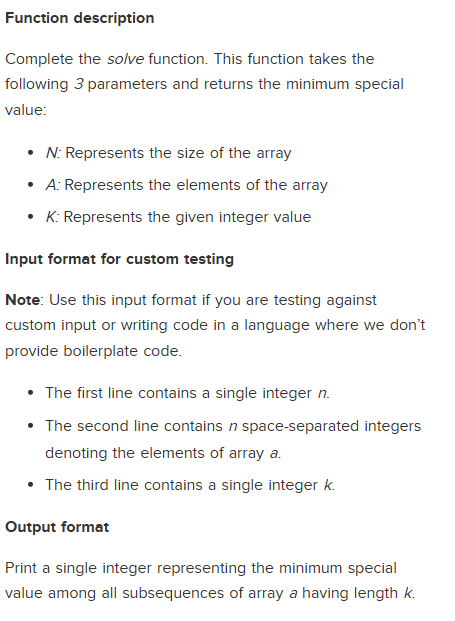 Function description
Complete the solve function. This function takes the
following 3 parameters and returns the minimum special
value:
• N: Represents the size of the array
• A: Represents the elements of the array
• K: Represents the given integer value
Input format for custom testing
Note: Use this input format if you are testing against
custom input or writing code in a language where we don’t
provide boilerplate code.
• The first line contains a single integer n.
• The second line contains n space-separated integers
denoting the elements of array a.
• The third line contains a single integer k.
Output format
Print a single integer representing the minimum special
value among all subsequences of array a having length k.